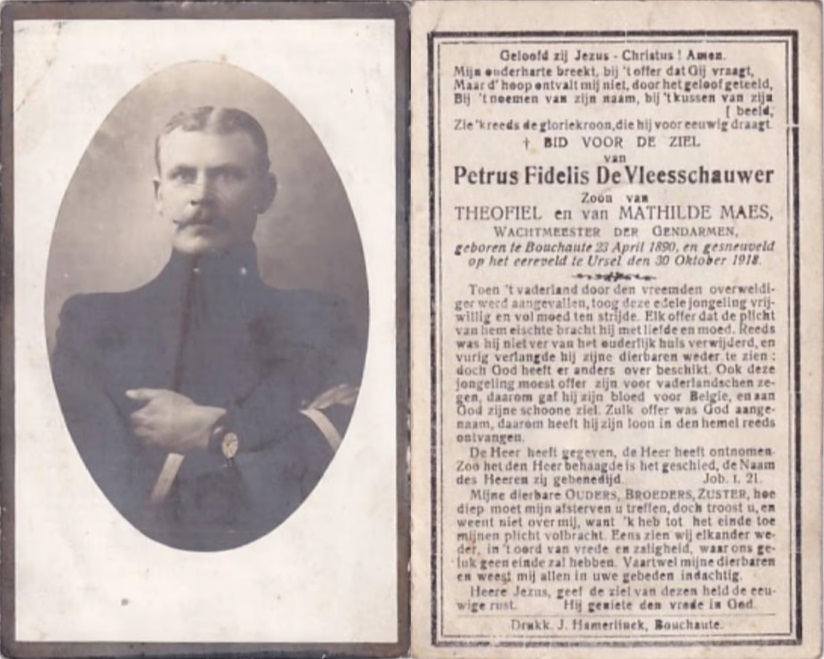 Geloofd zij Jezus - Christus ! Amen.
Mijn ouderharte breekt, bij 't offer dat Gij vraagt,
Maar d' hoop ontvalt mij niet, door het geloof geteeld,
Bij 't noemen van zijn naam, bij 't kussen van zijn
[ beeld,
Zie 'k reeds de gloriekroon, die hij voor eeuwig draagt.
† BID VOOR DE ZIEL
van
Petrus Fidelis De Vleesschauwer
Zoon van
THEOFIEL en van MATHILDE MAES,
WACHTMEESTER DER GENDARMEN,
geboren te Bouchaute 23 April 1890, en gesneuveld
op het eereveld te Ursel den 30 Oktober 1918.
Toen 't vaderland door den vreemden overweldi-
ger werd aangevallen, toog deze edele jongeling vrij-
willig en vol moed ten strijde. Elk offer dat de plicht
van hem eischte bracht hij met liefde en moed. Reeds
was hij niet ver van het ouderlijk huis verwijderd, en
vurig verlangde hij zijne dierbaren weder te zien :
doch God heeft er anders over beschikt. Ook deze
jongeling moest offer zijn voor vaderlandschen ze-
gen, daarom gaf hij zijn bloed voor Belgie, en aan
God zijne schoone ziel. Zulk offer was God aange-
naam, daarom heeft hij zijn loon in den hemel reeds
ontvangen.
De Heer heeft gegeven, de Heer heeft ontnomen.
Zoo het den Heer behaagde is het geschied, de Naam
des Heeren zij gebenedijd. Job. 1. 21.
Mijne dierbare OUDERS, BROEDERS, ZUSTER, hoe
diep moet mijn afsterven u treffen, doch troost u, en
weent niet over mij, want 'k heb tot het einde toe
mijnen plicht volbracht. Eens zien wij elkander we-
der, in 't oord van vrede en zaligheid, waar ons ge-
luk geen einde zal hebben. Vaartwel mijne dierbaren
en weest mij allen in uwe gebeden indachtig.
Heere Jezus, geef de ziel van dezen held de eeu-
wige rust. Hij geniete den vrede in God.
Drukk. J. Hamerlinck, Bouchaute.